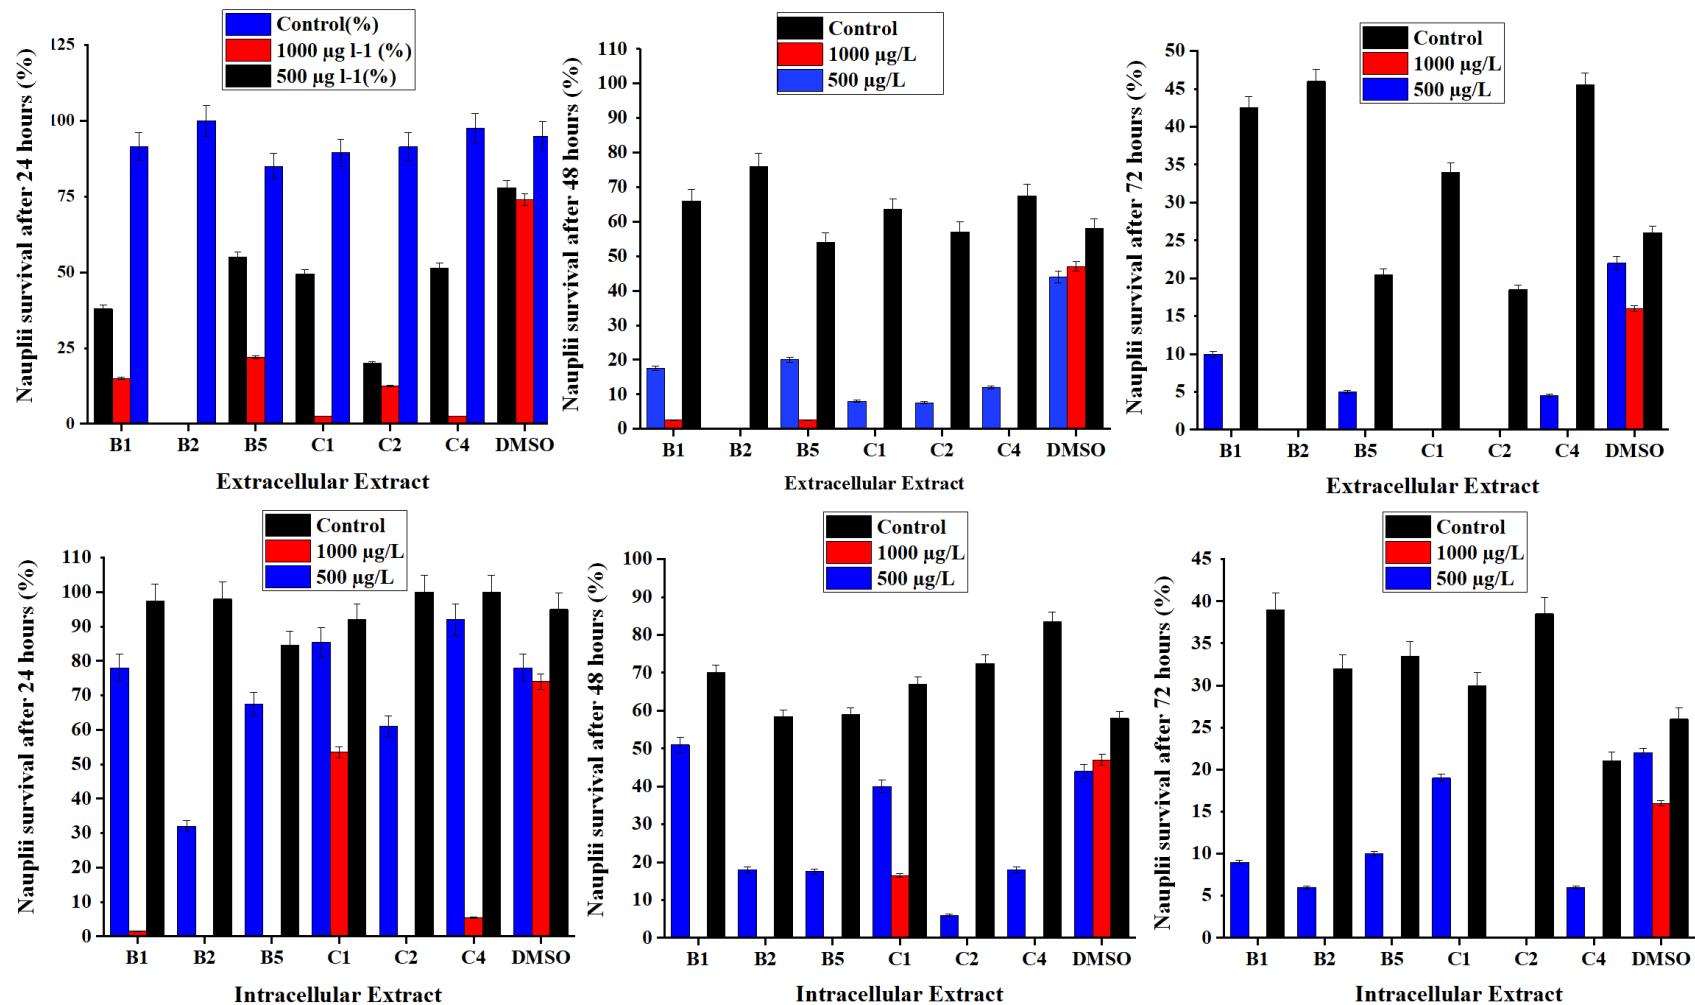 Control(%)
1000 µg l-1 (%)
500 µg l-1(%)
Nauplii survival after 24 hours (%)
125
100
75
50
25
0
B1 B2 B5 C1 C2 C4 DMSO
Extracellular Extract
Control
1000 µg/L
500 µg/L
Nauplii survival after 48 hours (%)
110
100
90
80
70
60
50
40
30
20
10
0
B1 B2 B5 C1 C2 C4 DMSO
Extracellular Extract
Control
1000 µg/L
500 µg/L
Nauplii survival after 72 hours (%)
50
45
40
35
30
25
20
15
10
5
0
B1 B2 B5 C1 C2 C4 DMSO
Extracellular Extract
Control
1000 µg/L
500 µg/L
Nauplii survival after 24 hours (%)
110
100
90
80
70
60
50
40
30
20
10
0
B1 B2 B5 C1 C2 C4 DMSO
Intracellular Extract
Control
1000 µg/L
500 µg/L
Nauplii survival after 48 hours (%)
100
90
80
70
60
50
40
30
20
10
0
B1 B2 B5 C1 C2 C4 DMSO
Intracellular Extract
Control
1000 µg/L
500 µg/L
Nauplii survival after 72 hours (%)
45
40
35
30
25
20
15
10
5
0
B1 B2 B5 C1 C2 C4 DMSO
Intracellular Extract